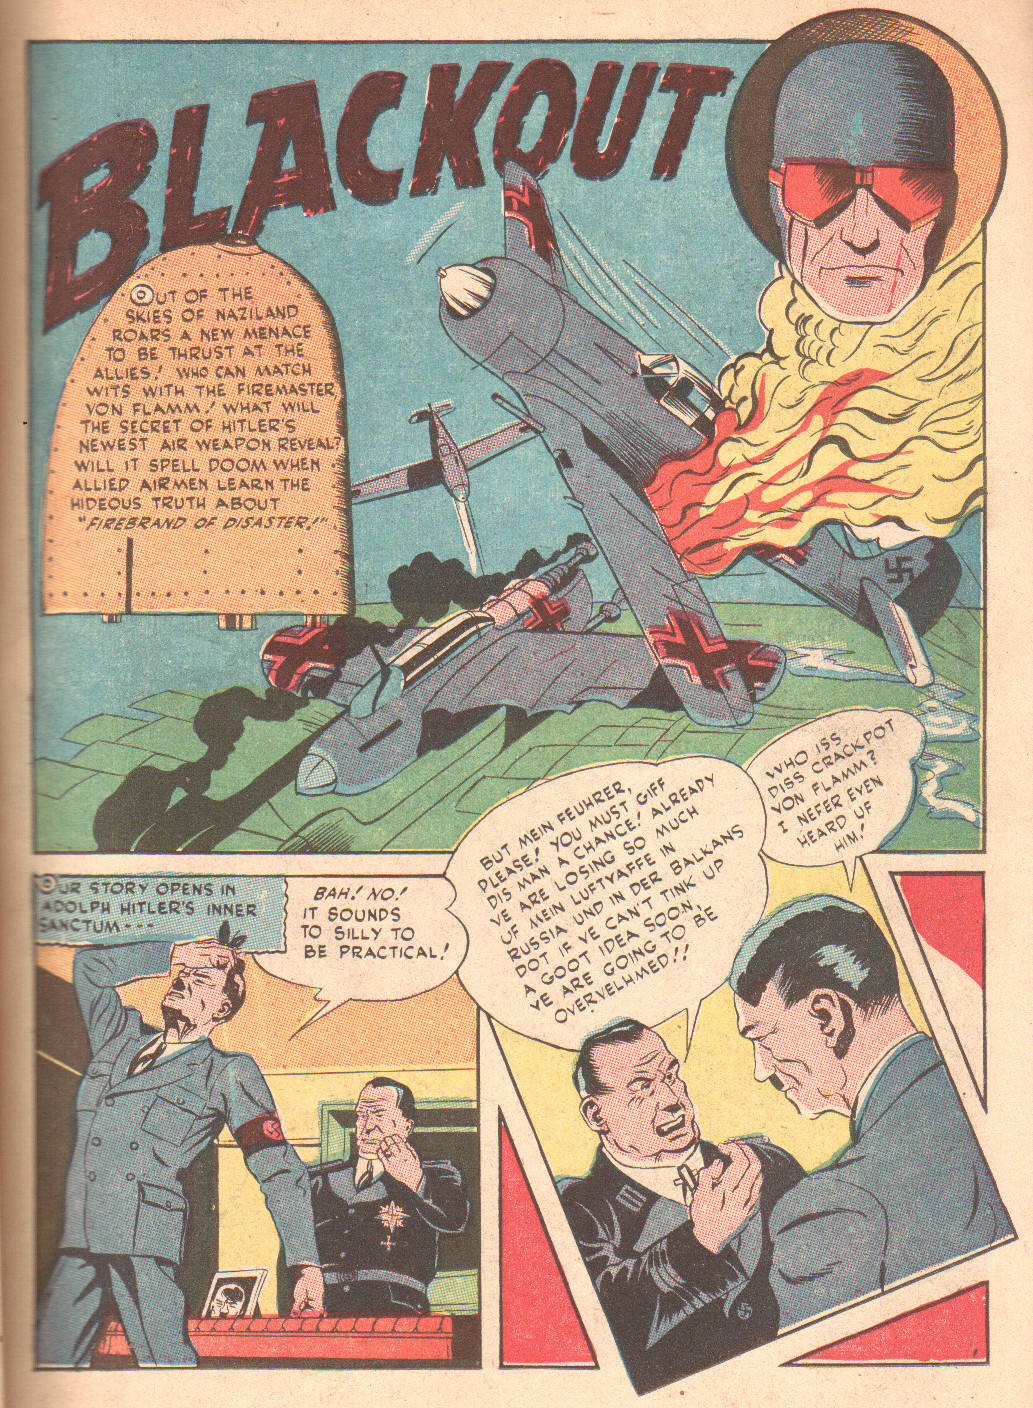 BLACKOUT
OUT OF THE
SKIES OF NAZILAND
ROARS A NEW MENACE
TO BE THRUST AT THE
ALLIES! WHO CAN MATCH
WITS WITH THE FIREMASTER,
VON FLAMM! WHAT WILL
THE SECRET OF HITLER'S
NEWEST AIR WEAPON REVEAL?
WILL IT SPELL DOOM WHEN
ALLIED AIRMEN LEARN THE
HIDEOUS TRUTH ABOUT
"FIREBRAND OF DISASTER!"
OUR STORY OPENS IN
ADOLPH HITLER'S INNER
SANCTUM---
BAH! NO!
IT SOUNDS
TO SILLY TO
BE PRACTICAL!
BUT MEIN FEUHRER,
PLEASE! YOU MUST GIFF
DIS MAN A CHANCE! ALREADY
VE ARE LOSING SO MUCH
UF MEIN LUFTVAFFE IN
RUSSIA UND IN DER BALKANS
DOT IF VE CAN'T TINK UP
A GOOT IDEA SOON,
VE ARE GOING TO BE
OVERVELHMED!!
WHO ISS
DISS CRACKPOT
VON FLAMM?
I NEFER EVEN
HEARD UF
HIM!
1